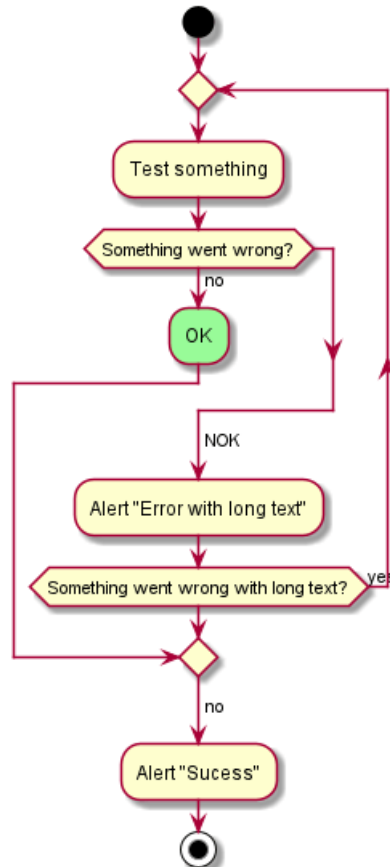 Test something
Something went wrong?
no
OK
NOK
Alert "Error with long text"
Something went wrong with long text?
yes
no
Alert "Sucess"